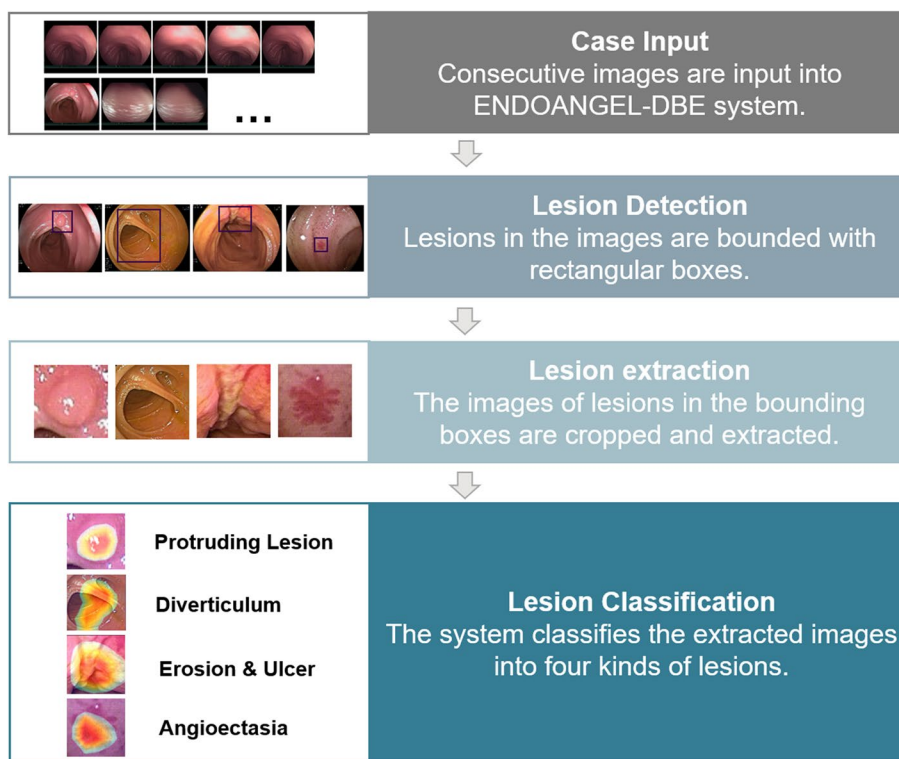 Case Input
Consecutive images are input into
ENDOANGEL-DBE system.
...
Lesion Detection
Lesions in the images are bounded with
rectangular boxes.
Lesion extraction
The images of lesions in the bounding
boxes are cropped and extracted.
Protruding Lesion
Diverticulum
Erosion & Ulcer
Angioectasia
Lesion Classification
The system classifies the extracted images
into four kinds of lesions.